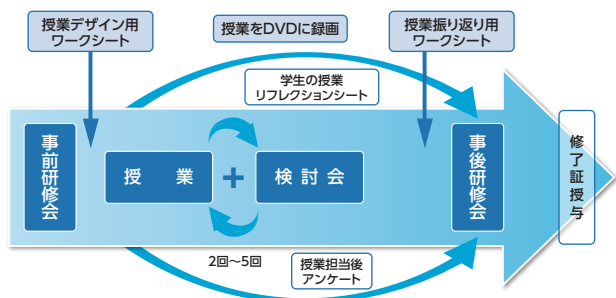 授業デザイン用
ワークシート
授業をDVDに録画
授業振り返り用
ワークシート
学生の授業
リフレクションシート
事前研修会
授業
+
検討会
事後研修会
修了証授与
2回〜5回
授業担当後
アンケート